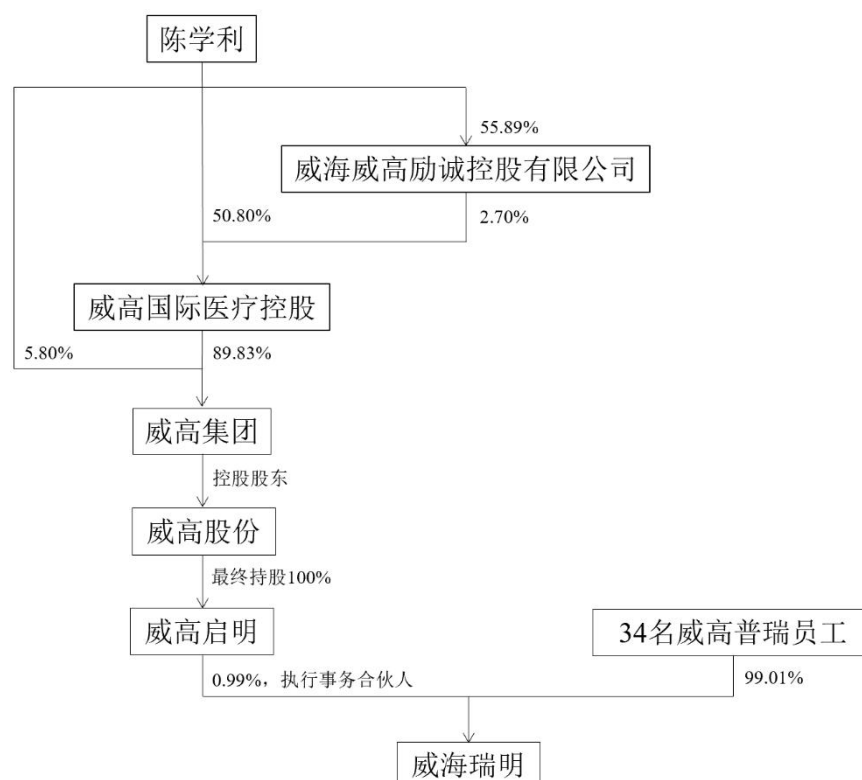 陈学利
55.89%
威海威高励诚控股有限公司
50.80%
2.70%
威高国际医疗控股
5.80%
89.83%
威高集团
控股股东
威高股份
最终持股100%
威高启明
34名威高普瑞员工
0.99%，执行事务合伙人
99.01%
威海瑞明